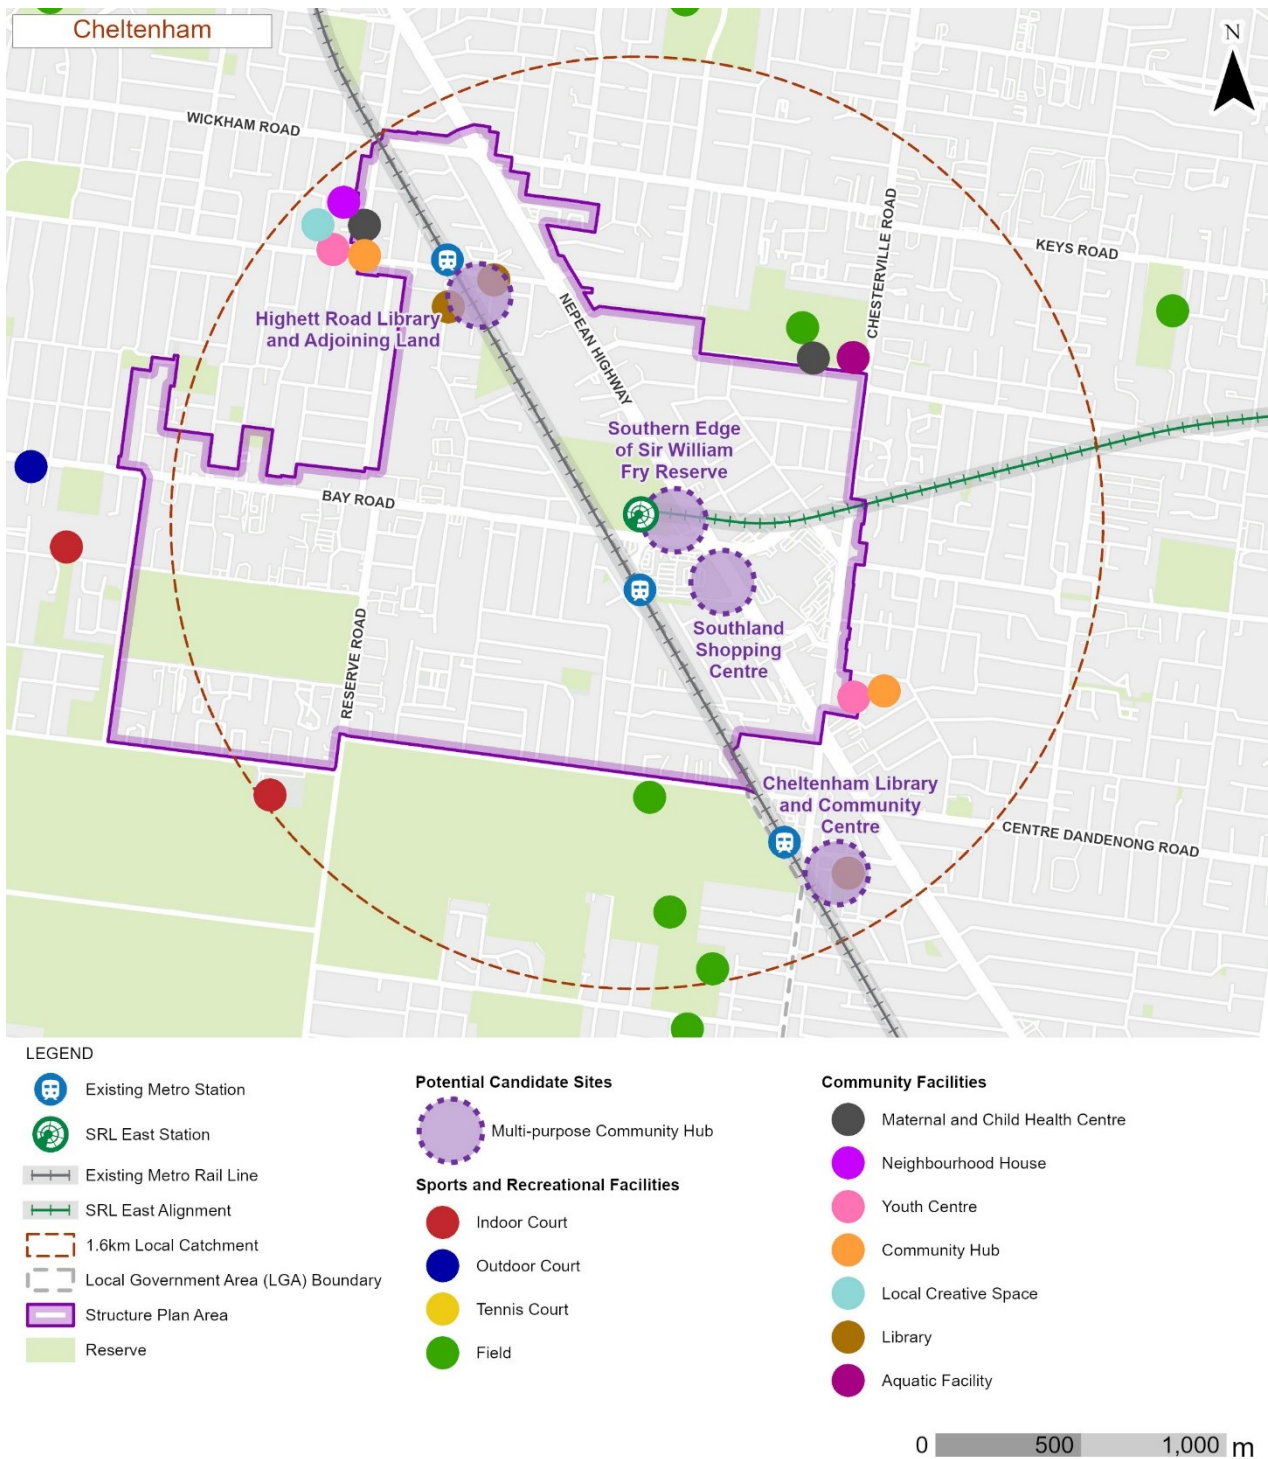 Cheltenham
N
WICKHAM ROAD
CHESTERVILLE ROAD
KEYS ROAD
NEPEAN HIGHWAY
Highett Road Library
and Adjoining Land
Southern Edge
of Sir William
Fry Reserve
BAY ROAD
Southland
Shopping
Centre
RESERVE ROAD
Cheltenham Library
and Community
Centre
CENTRE DANDENONG ROAD
LEGEND
Existing Metro Station
SRL East Station
Existing Metro Rail Line
SRL East Alignment
1.6km Local Catchment
Local Government Area (LGA) Boundary
Structure Plan Area
Reserve
Potential Candidate Sites
Multi-purpose Community Hub
Sports and Recreational Facilities
Indoor Court
Outdoor Court
Tennis Court
Field
Community Facilities
Maternal and Child Health Centre
Neighbourhood House
Youth Centre
Community Hub
Local Creative Space
Library
Aquatic Facility
0 500 1,000 m